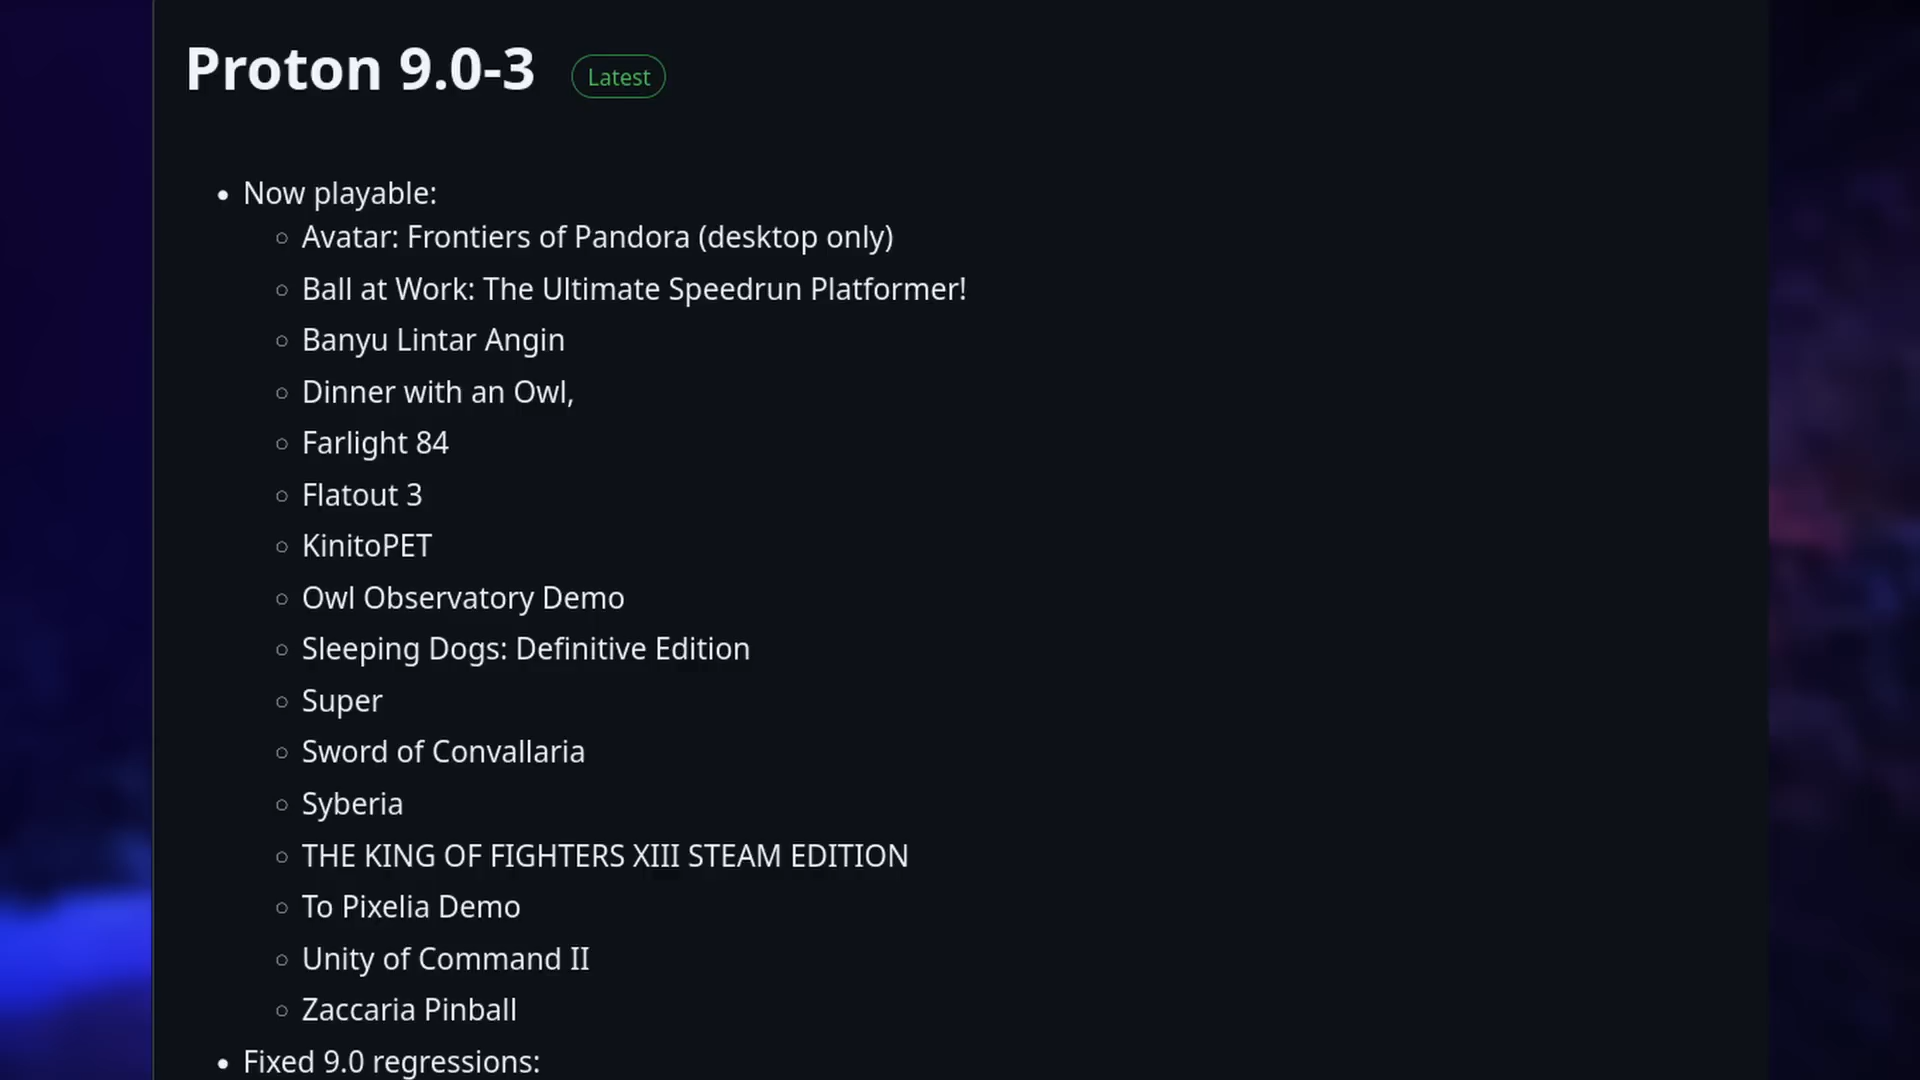 Proton 9.0-3 Latest
Now playable:
Avatar: Frontiers of Pandora (desktop only)
Ball at Work: The Ultimate Speedrun Platformer!
Banyu Lintar Angin
Dinner with an Owl,
Farlight 84
Flatout 3
KinitoPET
Owl Observatory Demo
Sleeping Dogs: Definitive Edition
Super
Sword of Convallaria
Syberia
THE KING OF FIGHTERS XIII STEAM EDITION
To Pixelia Demo
Unity of Command II
Zaccaria Pinball
Fixed 9.0 regressions: